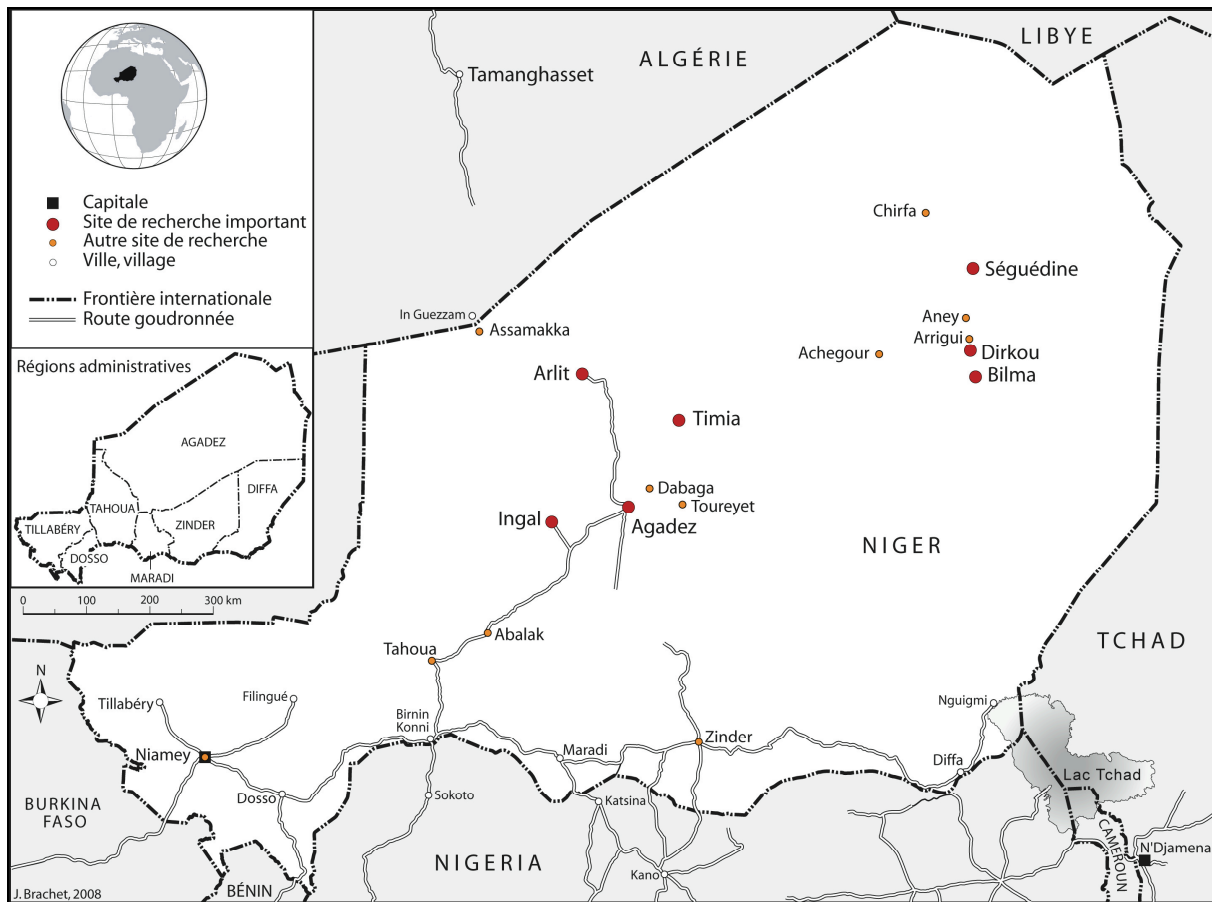 ALGÉRIE
LIBYE
Tamanghasset
Capitale
Site de recherche important
Autre site de recherche
Ville, village
Frontière internationale
Route goudronnée
Chirfa
Séguédine
In Guezzam
Assamakka
Aney
Arrigui
Achegour
Dirkou
Bilma
Arlit
Timia
Régions administratives
AGADEZ
DIFFA
TAHOUA
ZINDER
TILLABÉRY
DOSSO
MARADI
0 100 200 300 km
Dabaga
Toureyet
Ingal
Agadez
NIGER
Abalak
Tahoua
TCHAD
N
Tillabéry
Filingué
Birnin
Konni
Nguigmi
Niamey
Maradi
Zinder
Diffa
Lac Tchad
Dosso
Sokoto
Katsina
BURKINA
FASO
NIGERIA
Kano
CAMEROUN
N'Djamena
BÉNIN
J. Brachet, 2008